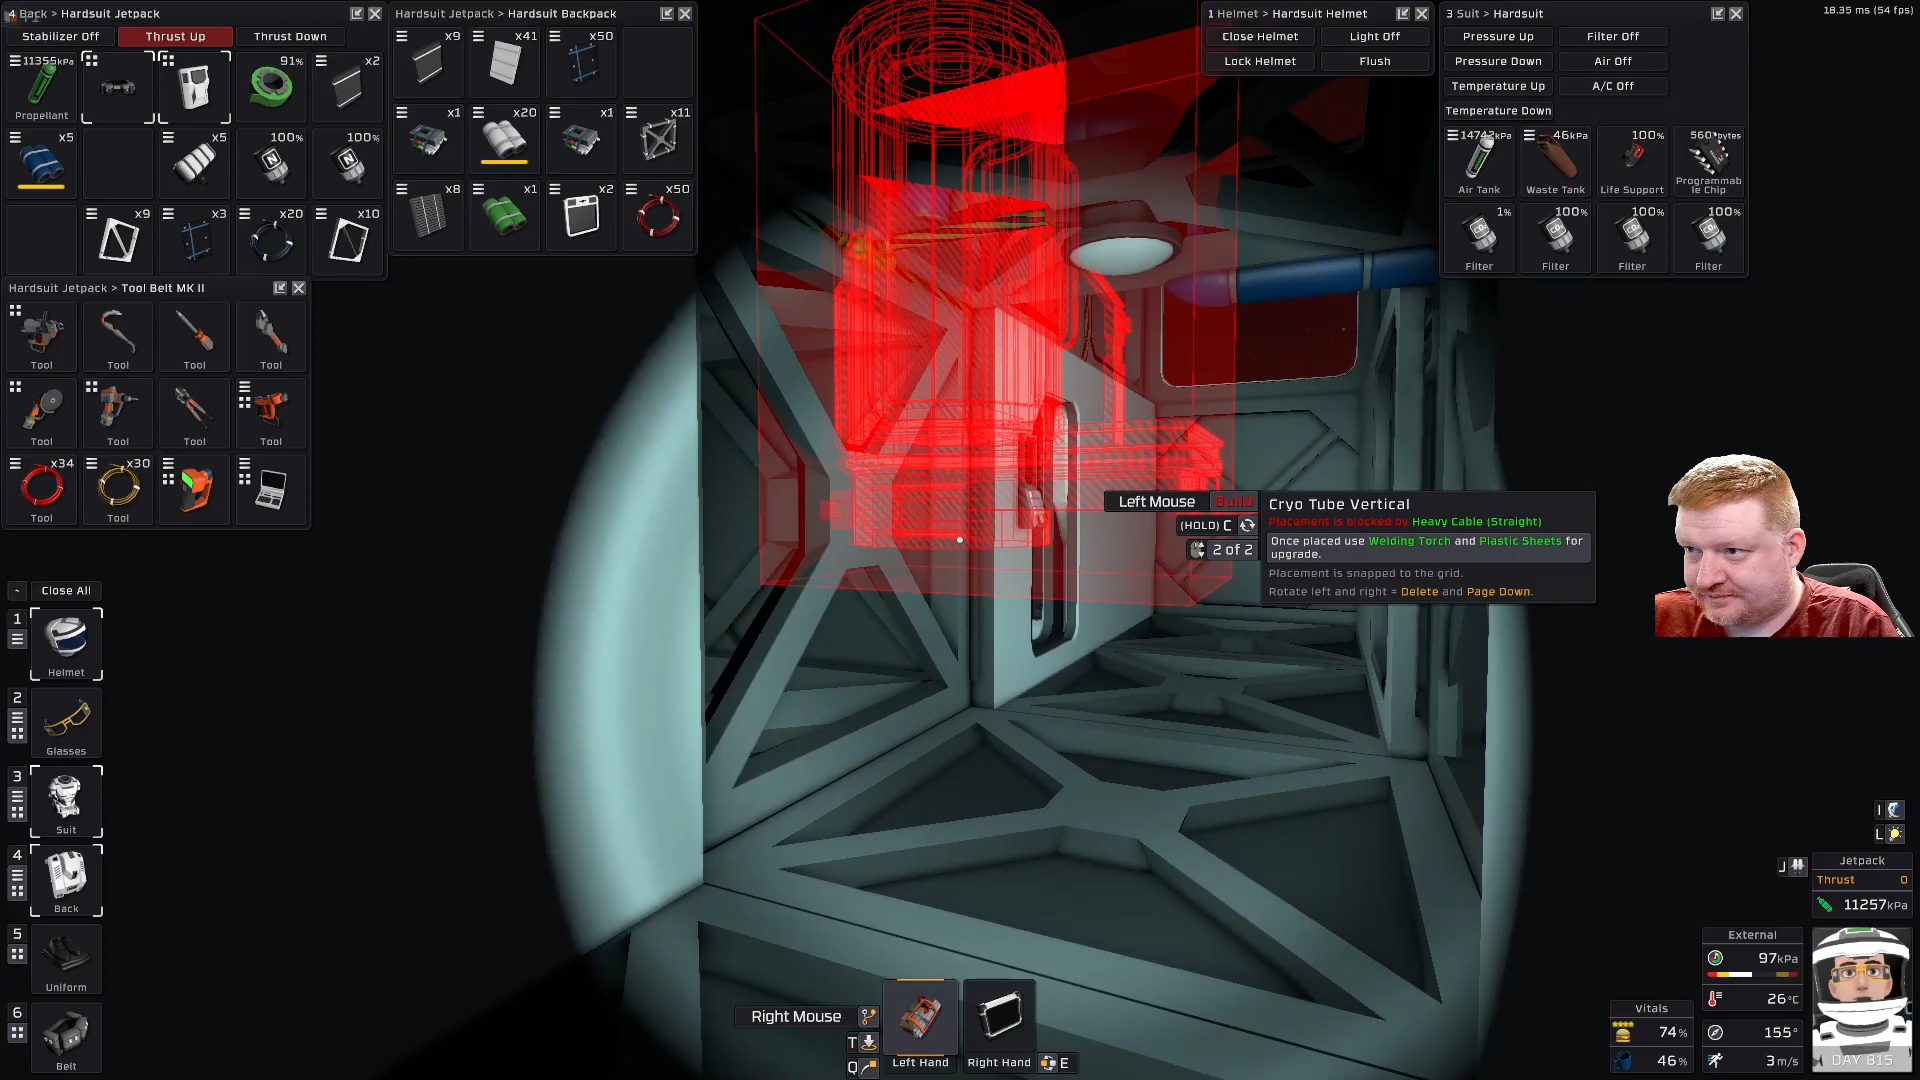 4 Back > Hardsuit Jetpack
Stabilizer Off
Thrust Up
Thrust Down
11355kPa
Propellant
91%
x2
x5
x5
100%
100%
x9
x3
x20
x10
Hardsuit Jetpack > Hardsuit Backpack
x9
x41
x50
x1
x20
x1
x11
x8
x1
x2
x50
Hardsuit Jetpack > Tool Belt MK II
Tool
Tool
Tool
Tool
Tool
Tool
Tool
Tool
x34
Tool
x30
Tool
1 Helmet > Hardsuit Helmet
Close Helmet
Light Off
Lock Helmet
Flush
3 Suit > Hardsuit
Pressure Up
Filter Off
Pressure Down
Air Off
Temperature Up
A/C Off
Temperature Down
14742kPa
Air Tank
46kPa
Waste Tank
100%
Life Support
560 bytes
Programmab
le Chip
1%
Filter
100%
Filter
100%
Filter
100%
Filter
18.35 ms (54 fps)
Left Mouse
Build
(HOLD) C
2 of 2
Cryo Tube Vertical
Placement is blocked by Heavy Cable (Straight)
Once placed use Welding Torch and Plastic Sheets for
upgrade.
Placement is snapped to the grid.
Rotate left and right = Delete and Page Down.
~
Close All
1
Helmet
2
Glasses
3
Suit
4
Back
5
Uniform
6
Belt
Right Mouse
T
Q
Left Hand
Right Hand
E
I
L
J
Jetpack
Thrust 0
11257kPa
External
97kPa
26°C
155°
3m/s
Vitals
74%
46%
DAY 815